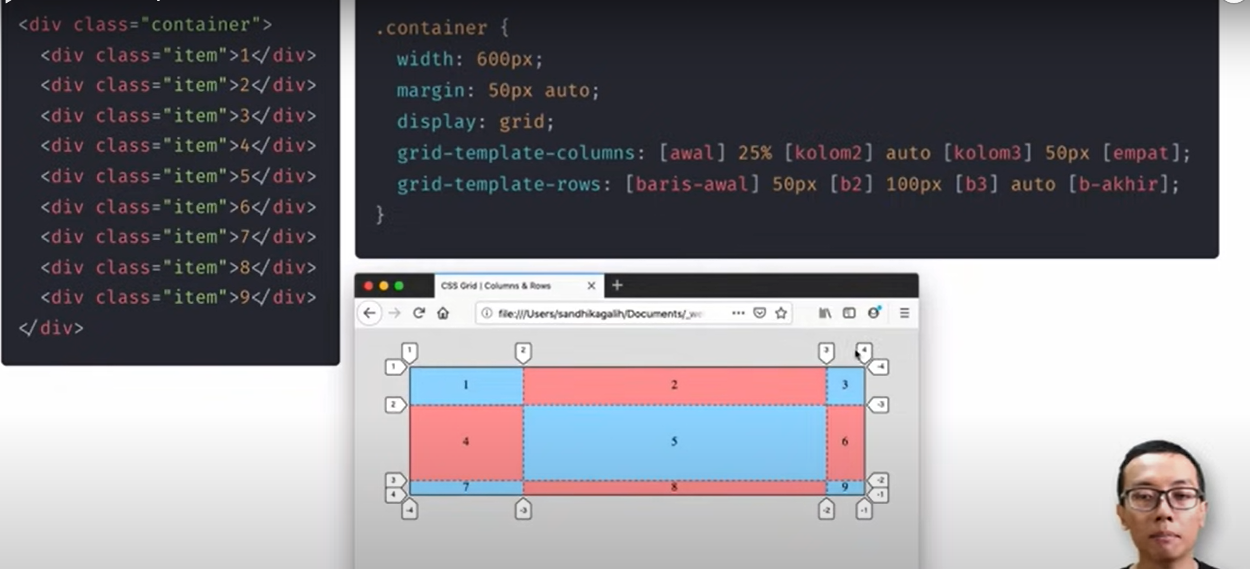 <div class="container">
<div class="item">1</div>
<div class="item">2</div>
<div class="item">3</div>
<div class="item">4</div>
<div class="item">5</div>
<div class="item">6</div>
<div class="item">7</div>
<div class="item">8</div>
<div class="item">9</div>
</div>
.container {
width: 600px;
margin: 50px auto;
display: grid;
grid-template-columns: [awal] 25% [kolom2] auto [kolom3] 50px [empat];
grid-template-rows: [baris-awal] 50px [b2] 100px [b3] auto [b-akhir];
}
CSS Grid | Columns & Rows
file:///Users/sandhikagalih/Documents/_we
1 2 3 4
1 1 2 3 -4
2 -3
4 5 6
3 -2
7 8 9
4 -1
-4 -3 -2 -1